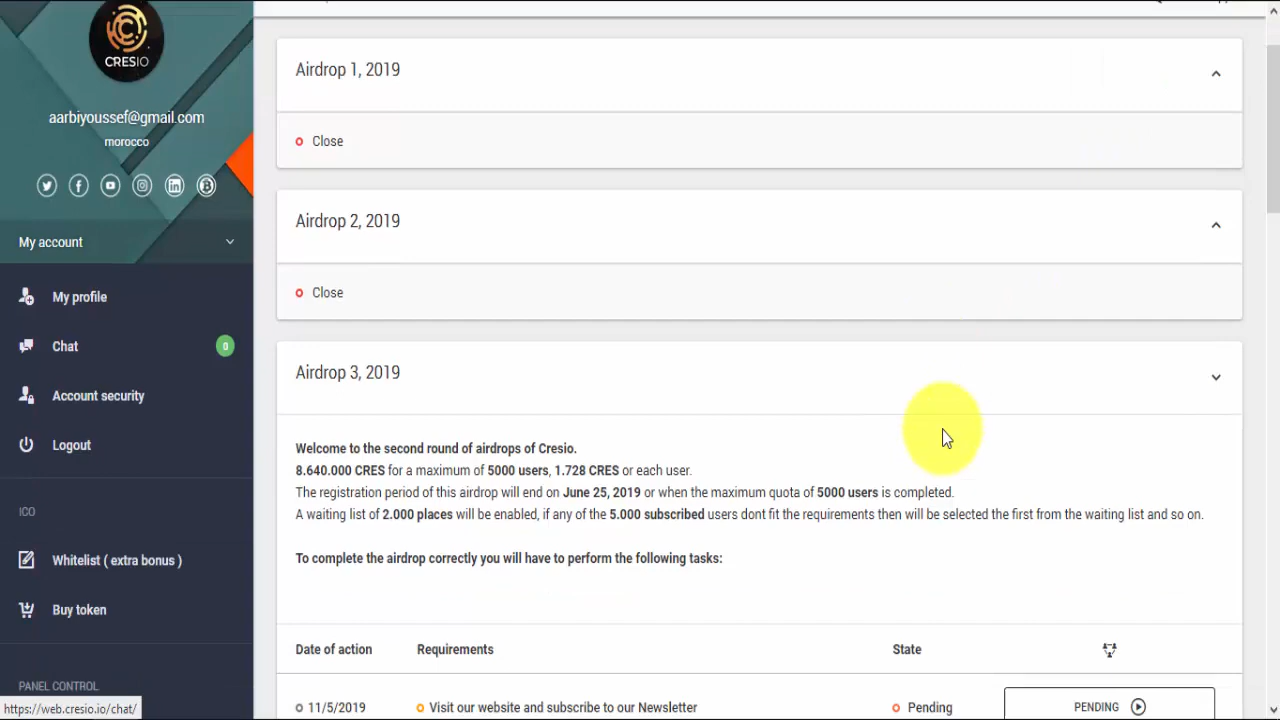 CRESIO
aarbiyoussef@gmail.com
morocco
My account
My profile
Chat
0
Account security
Logout
ICO
Whitelist ( extra bonus )
Buy token
PANEL CONTROL
https://web.cresio.io/chat/
Airdrop 1, 2019
Close
Airdrop 2, 2019
Close
Airdrop 3, 2019
Welcome to the second round of airdrops of Cresio.
8.640.000 CRES for a maximum of 5000 users, 1.728 CRES or each user.
The registration period of this airdrop will end on June 25, 2019 or when the maximum quota of 5000 users is completed.
A waiting list of 2.000 places will be enabled, if any of the 5.000 subscribed users dont fit the requirements then will be selected the first from the waiting list and so on.
To complete the airdrop correctly you will have to perform the following tasks:
Date of action Requirements State
11/5/2019 Visit our website and subscribe to our Newsletter Pending PENDING